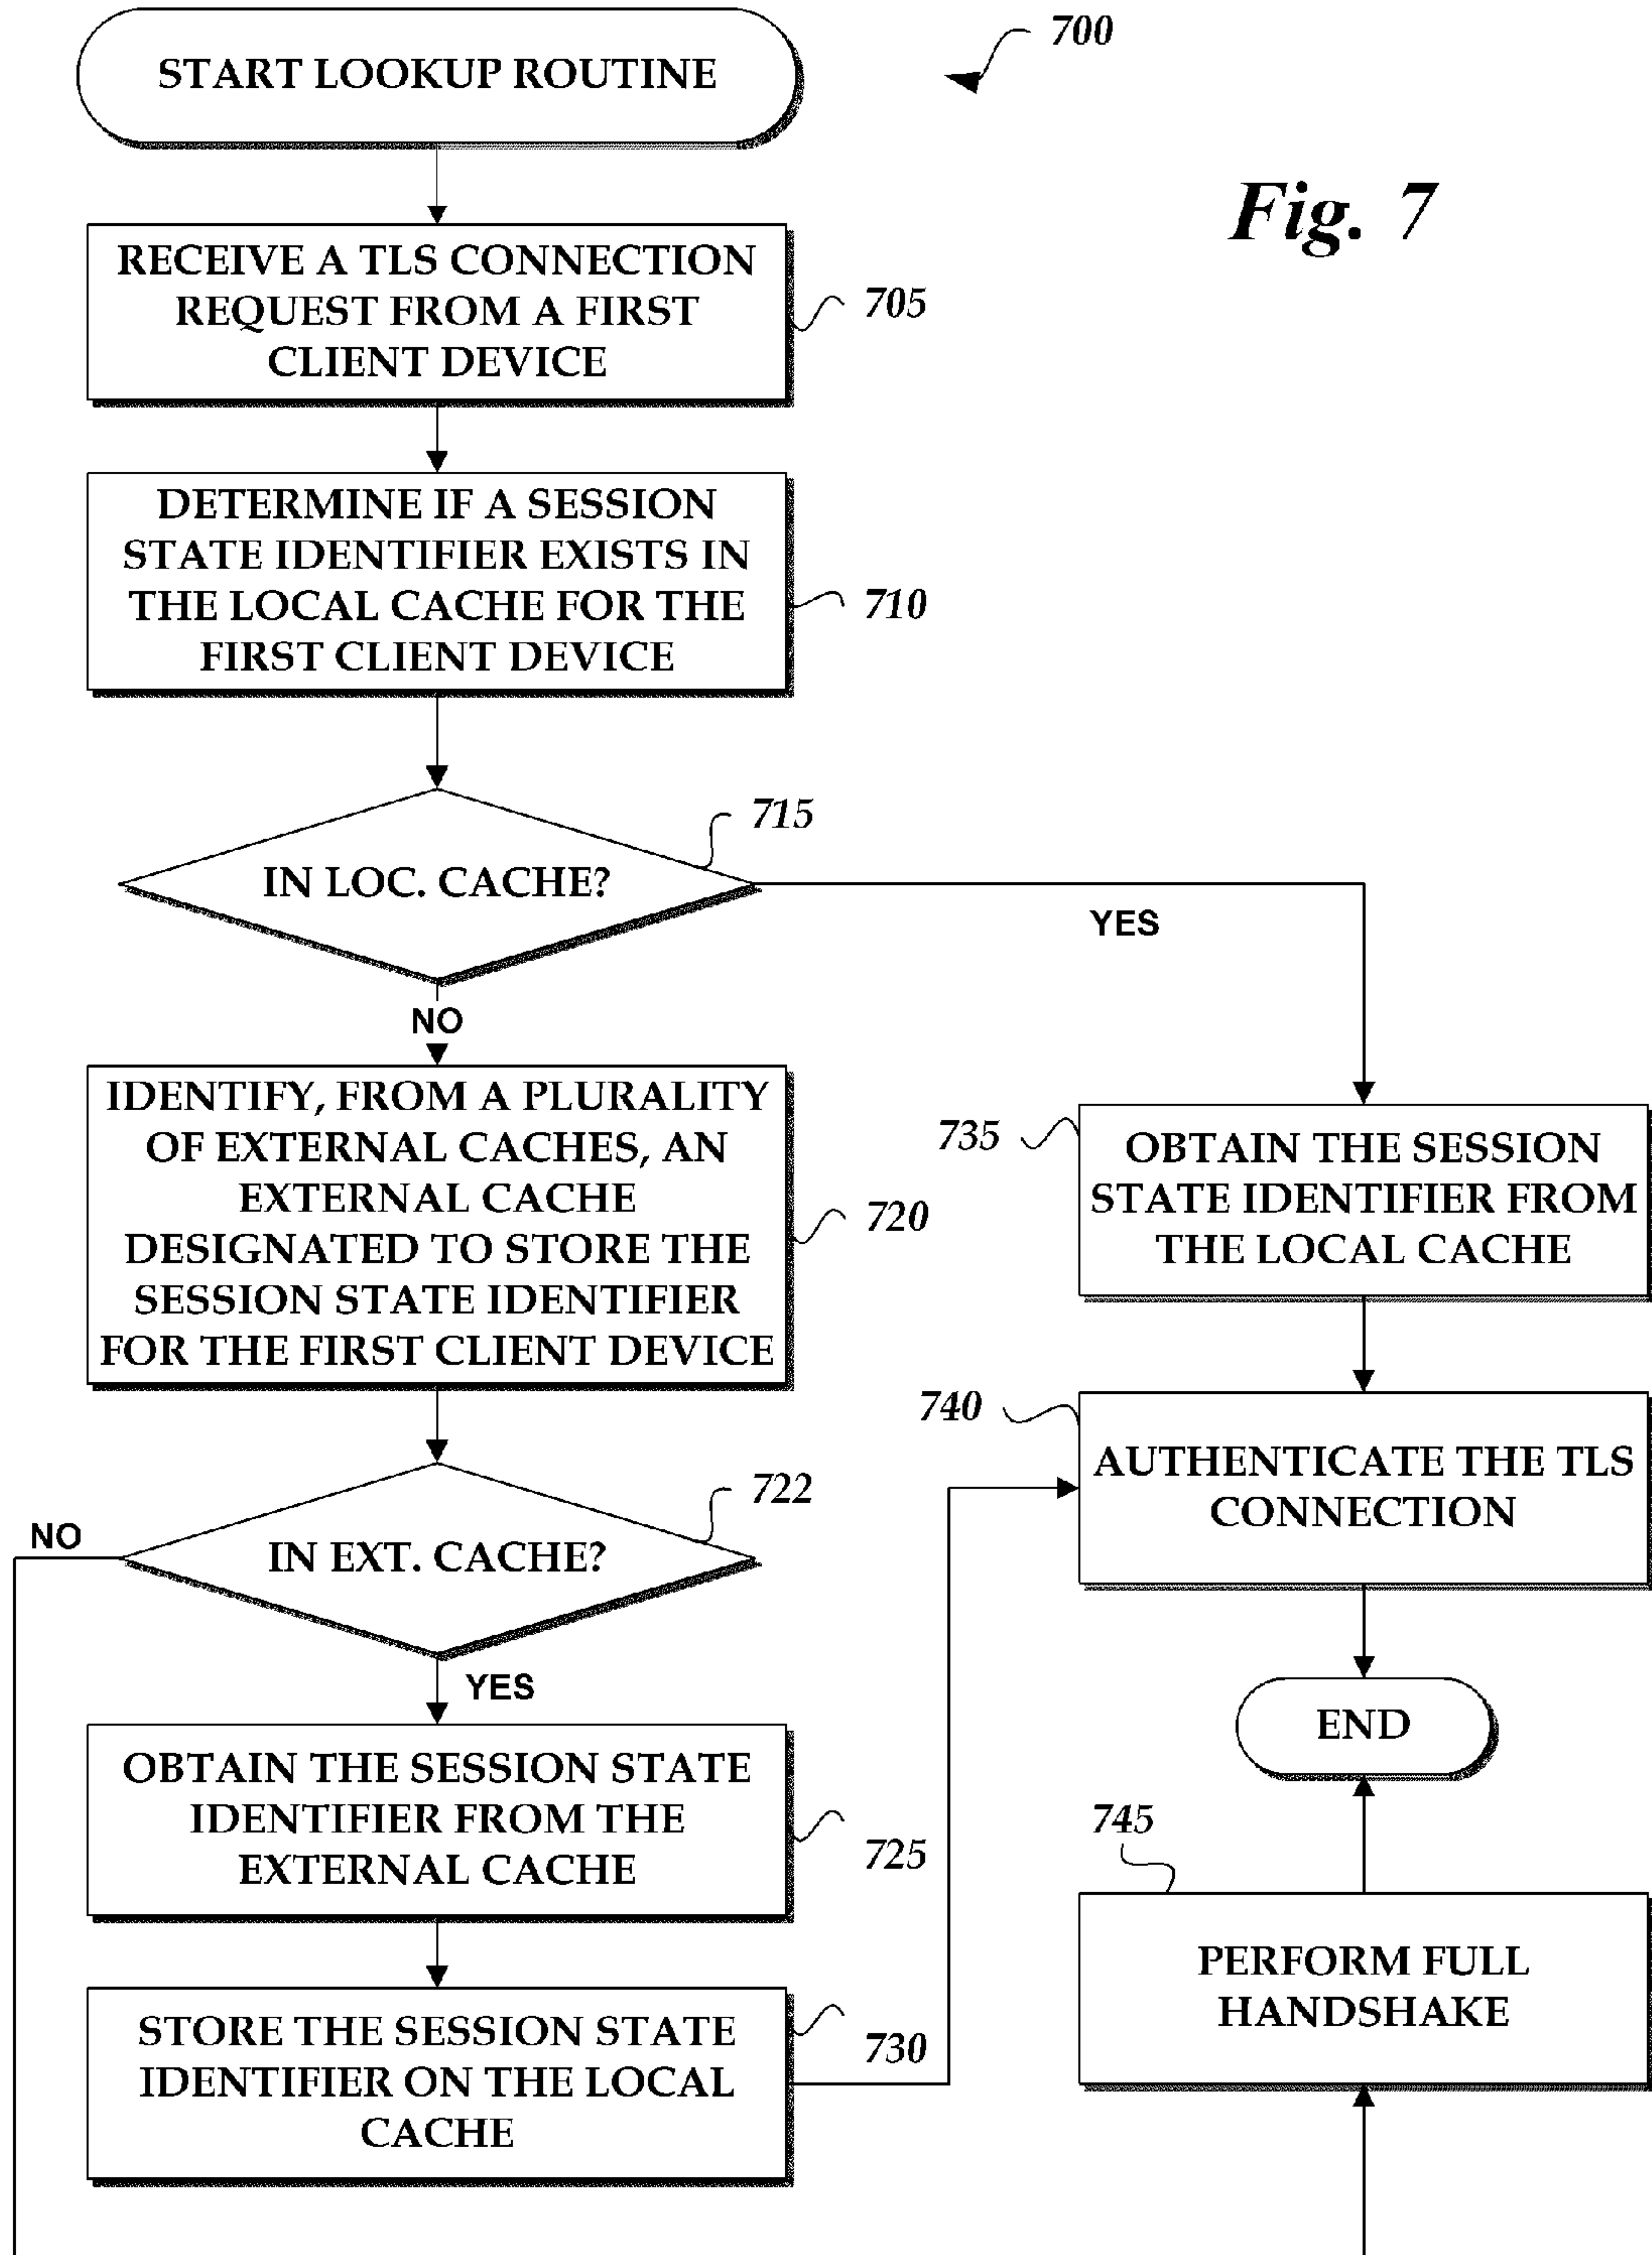 START LOOKUP ROUTINE
700
Fig. 7
RECEIVE A TLS CONNECTION
REQUEST FROM A FIRST
CLIENT DEVICE
705
DETERMINE IF A SESSION
STATE IDENTIFIER EXISTS IN
THE LOCAL CACHE FOR THE
FIRST CLIENT DEVICE
710
IN LOC. CACHE?
715
YES
NO
IDENTIFY, FROM A PLURALITY
OF EXTERNAL CACHES, AN
EXTERNAL CACHE
DESIGNATED TO STORE THE
SESSION STATE IDENTIFIER
FOR THE FIRST CLIENT DEVICE
720
735
OBTAIN THE SESSION
STATE IDENTIFIER FROM
THE LOCAL CACHE
740
AUTHENTICATE THE TLS
CONNECTION
IN EXT. CACHE?
722
NO
YES
END
OBTAIN THE SESSION STATE
IDENTIFIER FROM THE
EXTERNAL CACHE
725
745
PERFORM FULL
HANDSHAKE
STORE THE SESSION STATE
IDENTIFIER ON THE LOCAL
CACHE
730